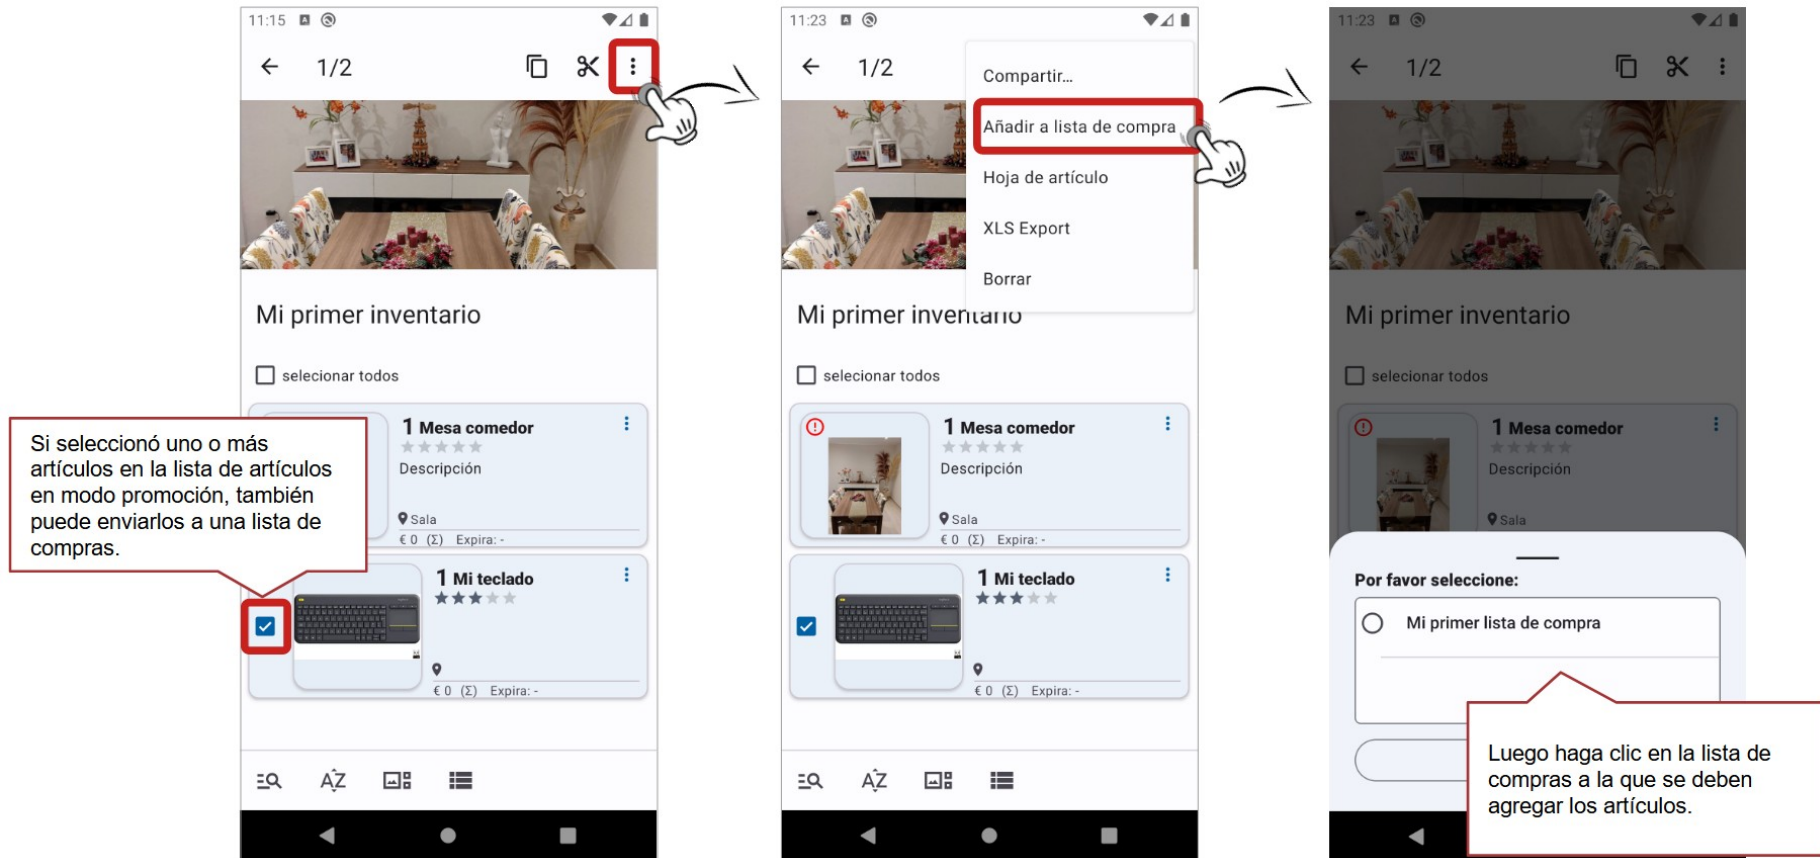 11:15
1/2
Mi primer inventario
selecionar todos
Si seleccionó uno o más
artículos en la lista de artículos
en modo promoción, también
puede enviarlos a una lista de
compras.
1 Mesa comedor
Descripción
Sala
€ 0 (Σ) Expira: -
1 Mi teclado
€ 0 (Σ) Expira: -
AZ
11:23
1/2
Compartir...
Añadir a lista de compra
Hoja de artículo
XLS Export
Borrar
Mi primer inventario
selecionar todos
1 Mesa comedor
Descripción
Sala
€ 0 (Σ) Expira: -
1 Mi teclado
€ 0 (Σ) Expira: -
AZ
11:23
1/2
Mi primer inventario
selecionar todos
1 Mesa comedor
Descripción
Sala
Por favor seleccione:
Mi primer lista de compra
Luego haga clic en la lista de
compras a la que se deben
agregar los artículos.